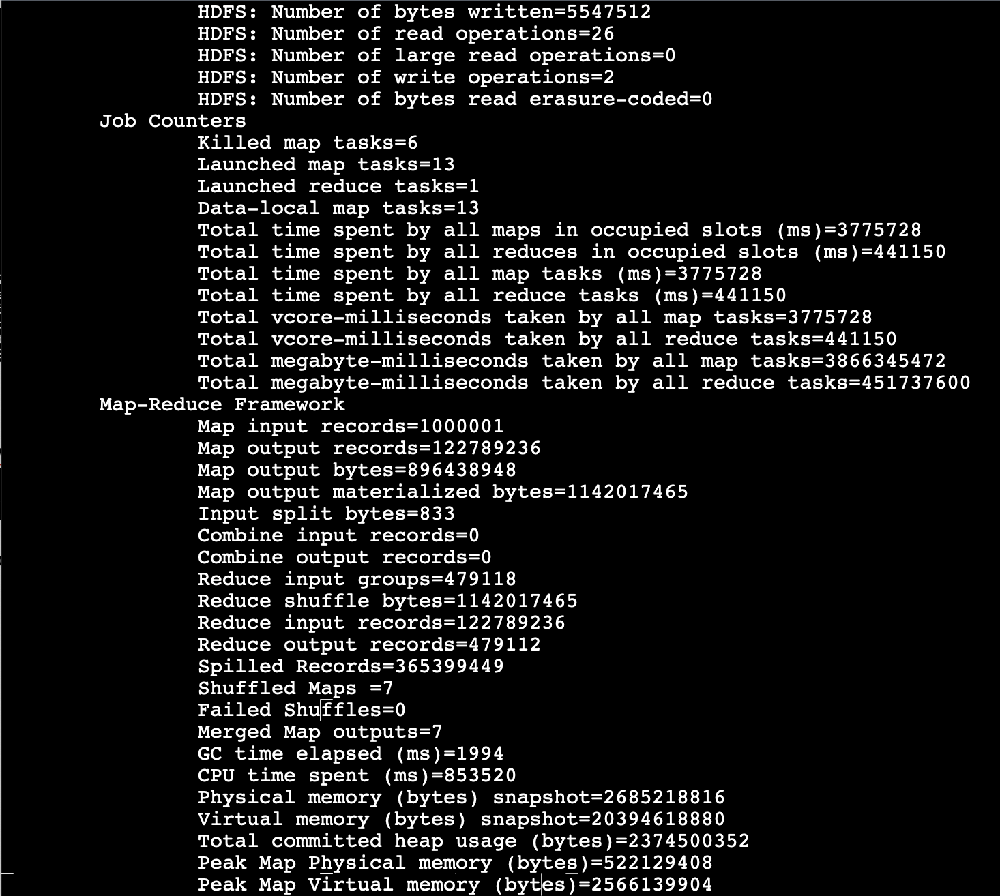 HDFS: Number of bytes written=5547512
HDFS: Number of read operations=26
HDFS: Number of large read operations=0
HDFS: Number of write operations=2
HDFS: Number of bytes read erasure-coded=0
Job Counters
Killed map tasks=6
Launched map tasks=13
Launched reduce tasks=1
Data-local map tasks=13
Total time spent by all maps in occupied slots (ms)=3775728
Total time spent by all reduces in occupied slots (ms)=441150
Total time spent by all map tasks (ms)=3775728
Total time spent by all reduce tasks (ms)=441150
Total vcore-milliseconds taken by all map tasks=3775728
Total vcore-milliseconds taken by all reduce tasks=441150
Total megabyte-milliseconds taken by all map tasks=3866345472
Total megabyte-milliseconds taken by all reduce tasks=451737600
Map-Reduce Framework
Map input records=1000001
Map output records=122789236
Map output bytes=896438948
Map output materialized bytes=1142017465
Input split bytes=833
Combine input records=0
Combine output records=0
Reduce input groups=479118
Reduce shuffle bytes=1142017465
Reduce input records=122789236
Reduce output records=479112
Spilled Records=365399449
Shuffled Maps =7
Failed Shuffles=0
Merged Map outputs=7
GC time elapsed (ms)=1994
CPU time spent (ms)=853520
Physical memory (bytes) snapshot=2685218816
Virtual memory (bytes) snapshot=20394618880
Total committed heap usage (bytes)=2374500352
Peak Map Physical memory (bytes)=522129408
Peak Map Virtual memory (bytes)=2566139904